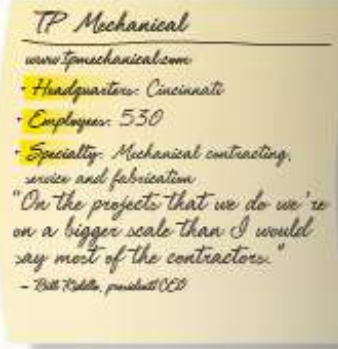 TP Mechanical
www.tpmechanical.com
• Headquarters: Cincinnati
• Employees: 530
• Specialty: Mechanical contracting,
service and fabrication
"On the projects that we do we're
on a bigger scale than I would
say most of the contractors."
– Bill Riddle, president/CEO